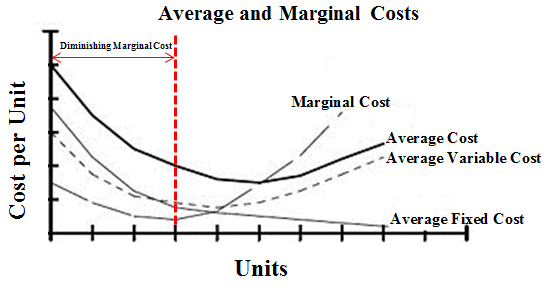 Average and Marginal Costs
Diminishing Marginal Cost
Marginal Cost
Average Cost
Average Variable Cost
Average Fixed Cost
Cost per Unit
Units